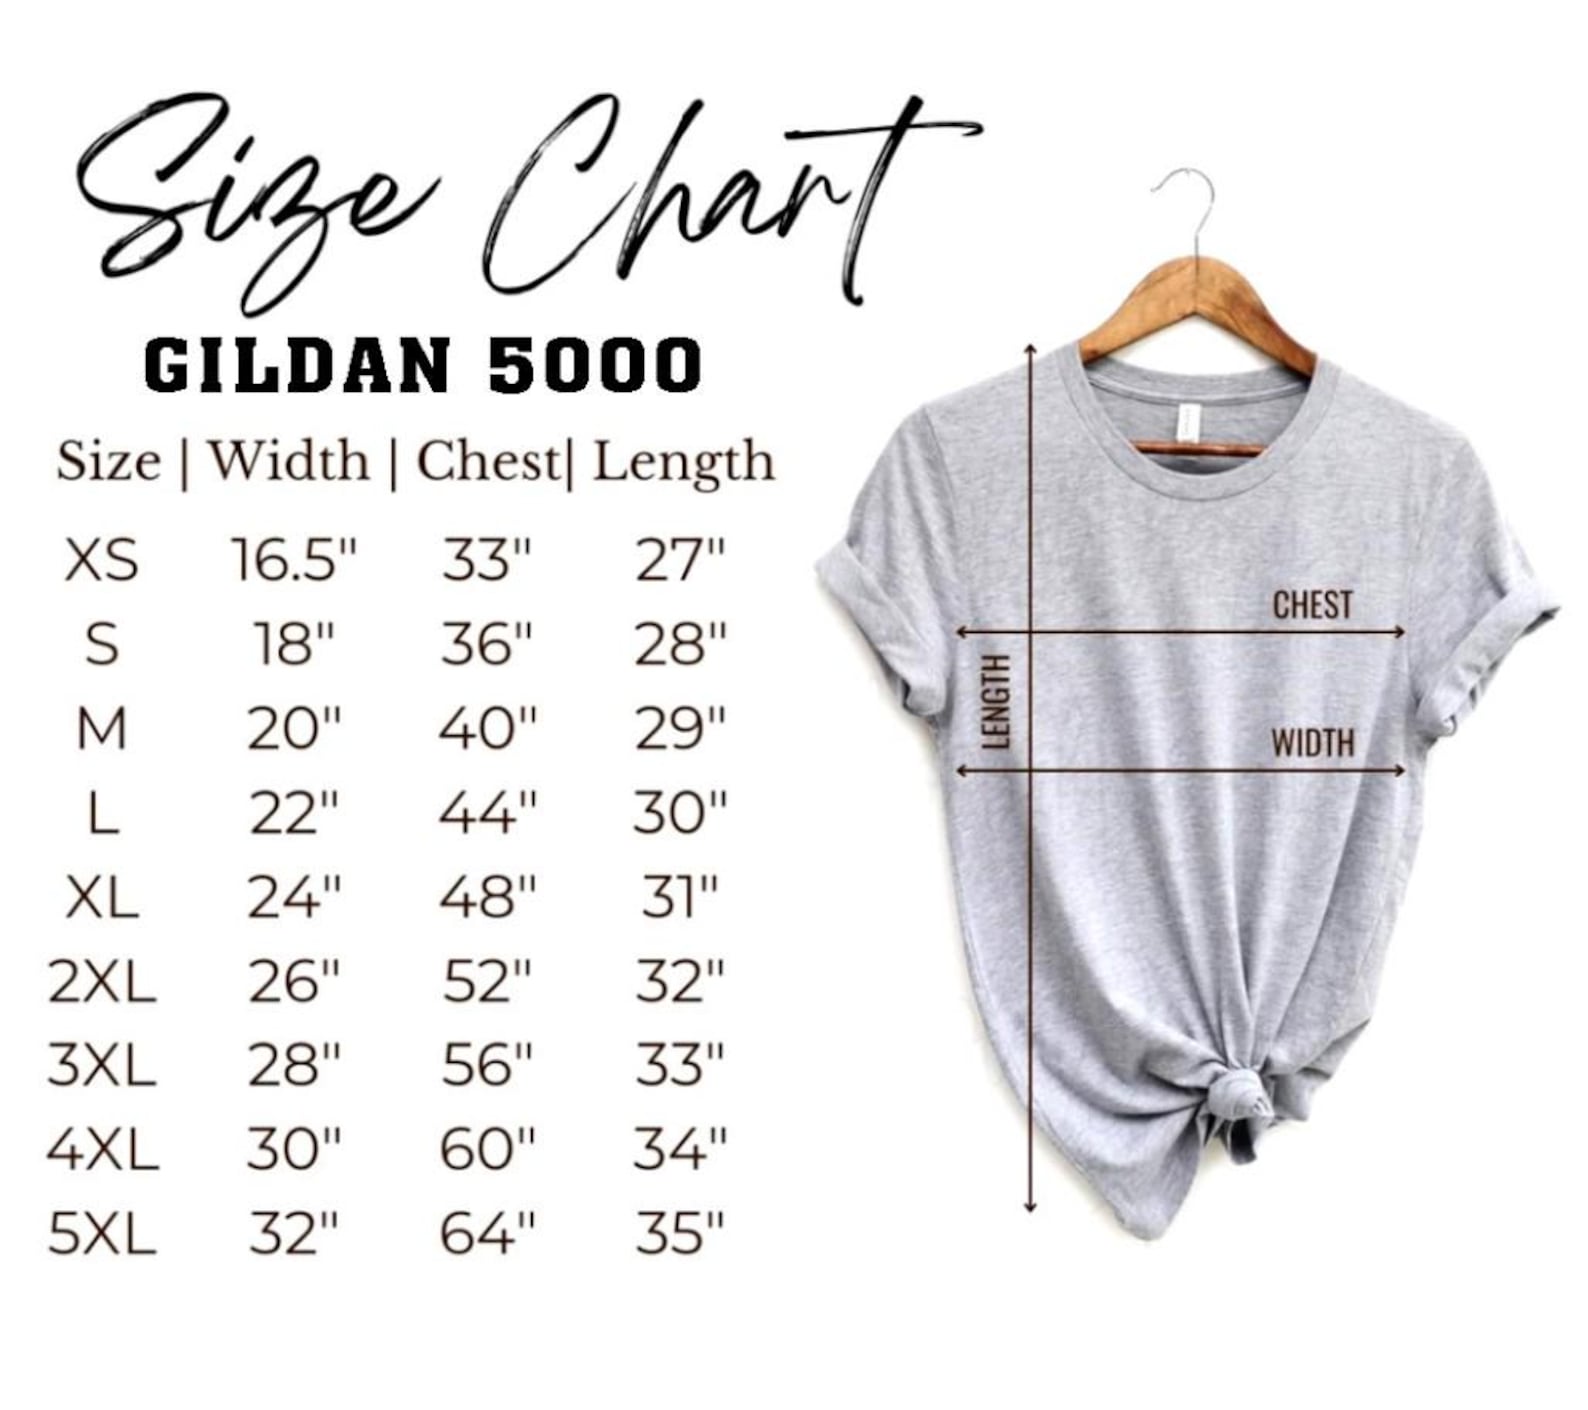 Size Chart
GILDAN 5000
Size | Width | Chest| Length
XS 16.5" 33" 27"
S 18" 36" 28"
M 20" 40" 29"
L 22" 44" 30"
XL 24" 48" 31"
2XL 26" 52" 32"
3XL 28" 56" 33"
4XL 30" 60" 34"
5XL 32" 64" 35"
CHEST
LENGTH
WIDTH